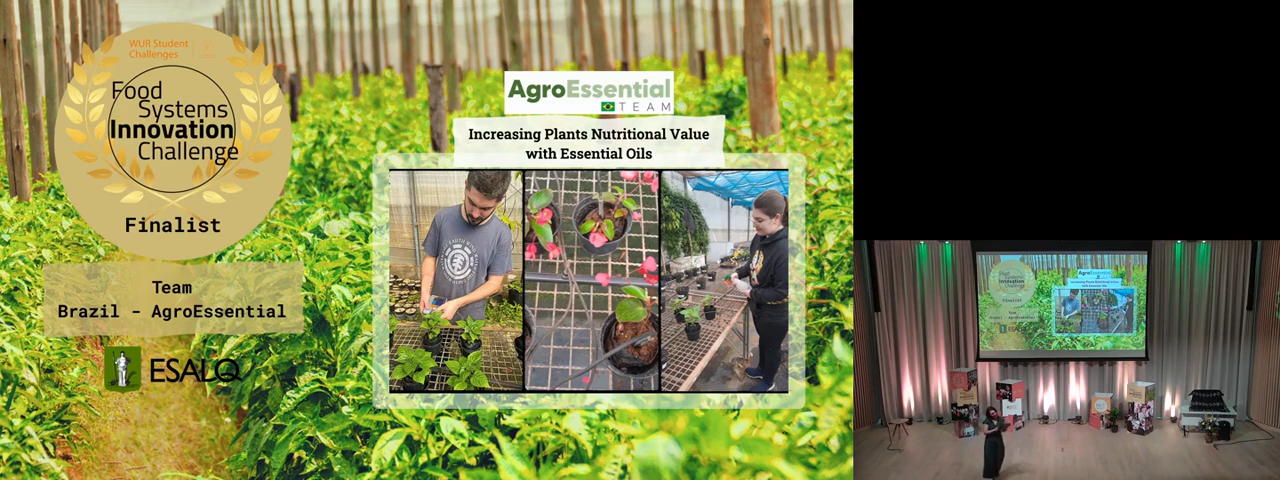 WUR Student
Challenges
Food
Systems
Innovation
Challenge
Finalist
Team
Brazil - AgroEssential
ESALQ
AgroEssential
TEAM
Increasing Plants Nutritional Value
with Essential Oils